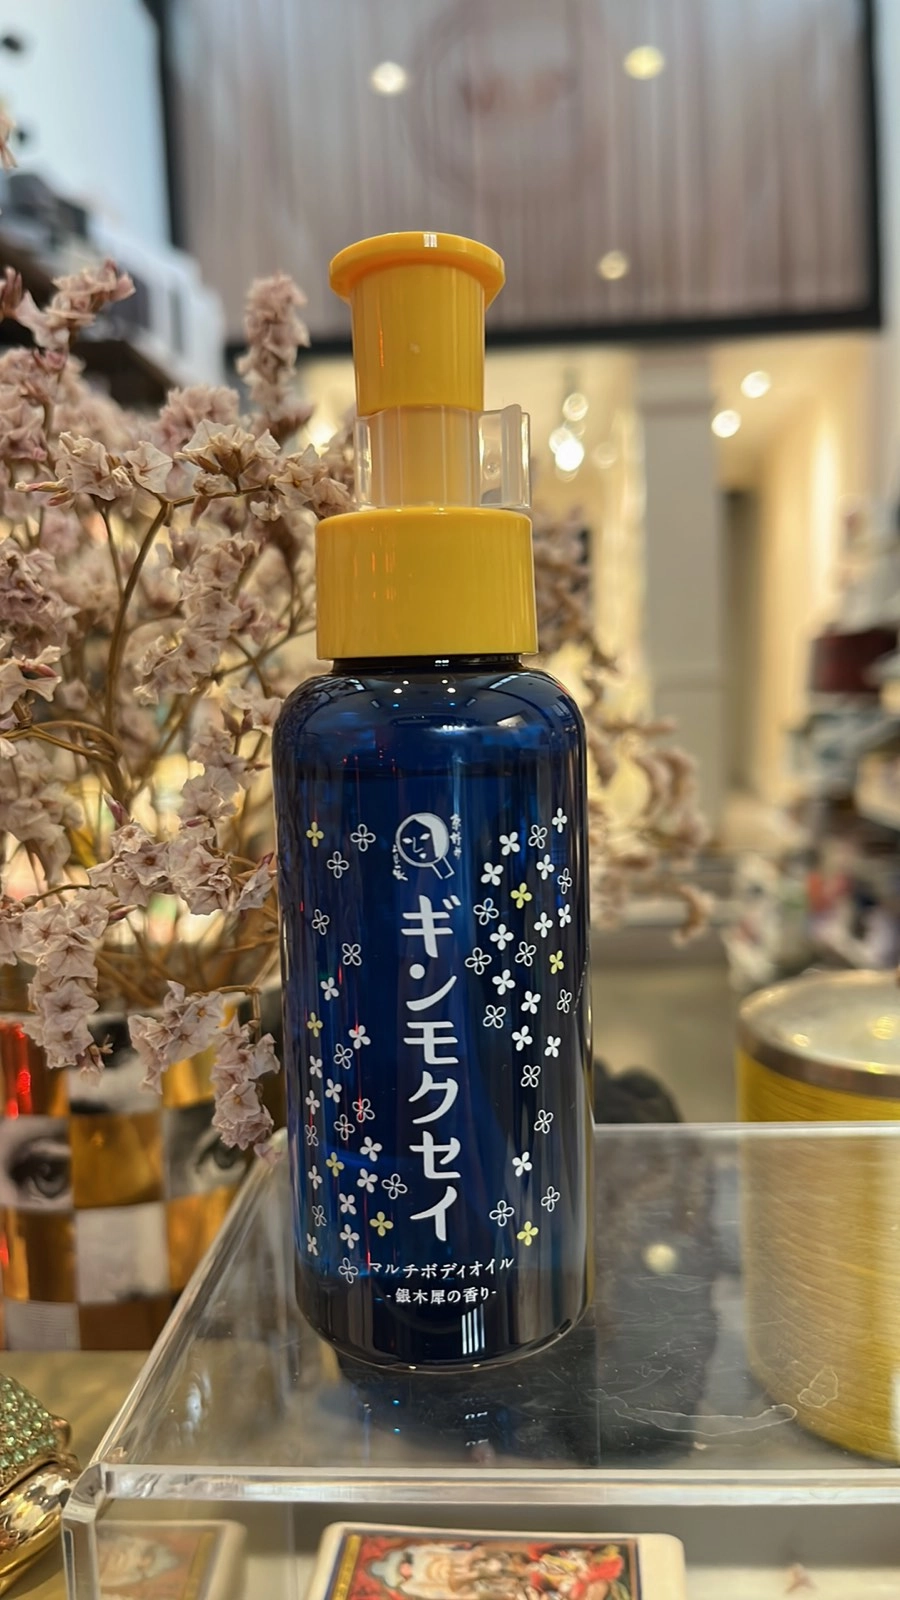 ギンモクセイ
マルチボディオイル
-銀木犀の香り-